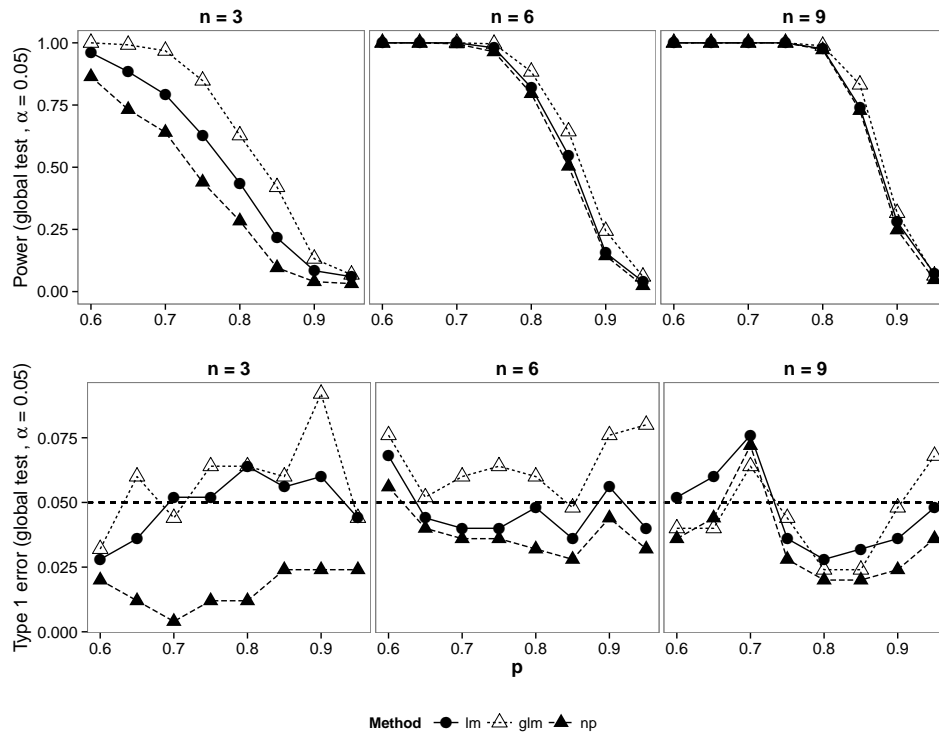 n = 3
n = 6
n = 9
Power (global test , α = 0.05)
1.00
0.75
0.50
0.25
0.00
0.6 0.7 0.8 0.9
0.6 0.7 0.8 0.9
0.6 0.7 0.8 0.9
n = 3
n = 6
n = 9
Type 1 error (global test , α = 0.05)
0.075
0.050
0.025
0.000
0.6 0.7 0.8 0.9
0.6 0.7 0.8 0.9
0.6 0.7 0.8 0.9
p
Method lm glm np